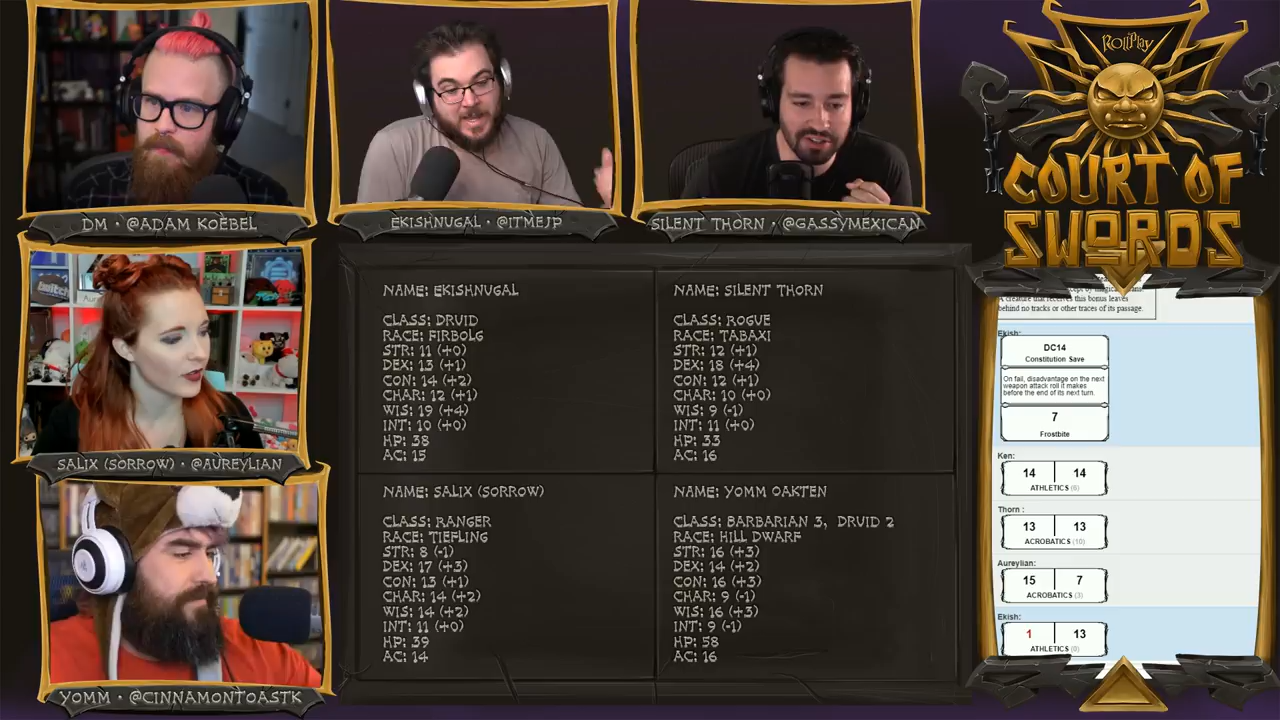 DM • @ADAM KOEBEL
EKISHNUGAL • @ITMEJP
SILENT THORN • @GASSYMEXICAN
RollPlay
COURT OF
SWORDS
twitch
SALIX (SORROW) • @AUREYLIAN
YOMM • @CINNAMONTOASTK
NAME: EKISHNUGAL
CLASS: DRUID
RACE: FIRBOLG
STR: 11 (+0)
DEX: 13 (+1)
CON: 14 (+2)
CHAR: 12 (+1)
WIS: 19 (+4)
INT: 10 (+0)
HP: 38
AC: 15
NAME: SILENT THORN
CLASS: ROGUE
RACE: TABAXI
STR: 12 (+1)
DEX: 18 (+4)
CON: 12 (+1)
CHAR: 10 (+0)
WIS: 9 (-1)
INT: 11 (+0)
HP: 33
AC: 16
NAME: SALIX (SORROW)
CLASS: RANGER
RACE: TIEFLING
STR: 8 (-1)
DEX: 17 (+3)
CON: 13 (+1)
CHAR: 14 (+2)
WIS: 14 (+2)
INT: 11 (+0)
HP: 39
AC: 14
NAME: YOMM OAKTEN
CLASS: BARBARIAN 3, DRUID 2
RACE: HILL DWARF
STR: 16 (+3)
DEX: 14 (+2)
CON: 16 (+3)
CHAR: 9 (-1)
WIS: 16 (+3)
INT: 9 (-1)
HP: 58
AC: 16
A creature that receives this bonus leaves
behind no tracks or other traces of its passage.
Ekish:
DC14
Constitution Save
On fail, disadvantage on the next
weapon attack roll it makes
before the end of its next turn.
7
Frostbite
Ken:
14 14
ATHLETICS (6)
Thorn :
13 13
ACROBATICS (10)
Aureylian:
15 7
ACROBATICS (3)
Ekish:
1 13
ATHLETICS (0)